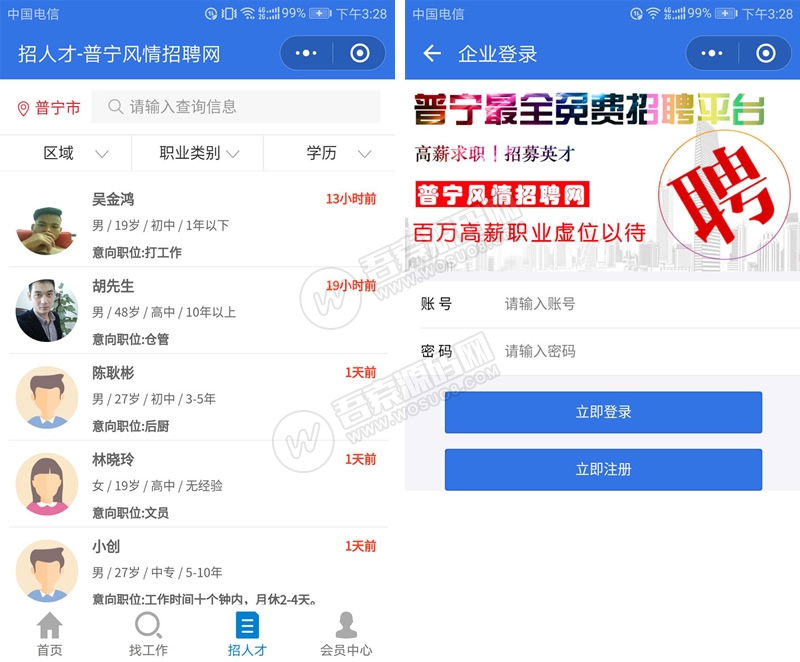 中国电信
99%
下午3:28
招人才-普宁风情招聘网
普宁市
请输入查询信息
区域
职业类别
学历
吴金鸿
13小时前
男 / 19岁 / 初中 / 1年以下
意向职位:打工作
胡先生
19小时前
男 / 48岁 / 高中 / 10年以上
意向职位:仓管
陈耿彬
1天前
男 / 27岁 / 初中 / 3-5年
意向职位:后厨
林晓玲
1天前
女 / 19岁 / 高中 / 无经验
意向职位:文员
小创
1天前
男 / 27岁 / 中专 / 5-10年
意向职位:工作时间十个钟内，月休2-4天。
首页
找工作
招人才
会员中心
中国电信
99%
下午3:28
企业登录
普宁最全免费招聘平台
高薪求职 | 招募英才
普宁风情招聘网
百万高薪职业虚位以待
聘
账 号
请输入账号
密 码
请输入密码
立即登录
立即注册
吾索源码网
WWW.WOSUO8.COM
吾索源码网
WWW.WOSUO8.COM